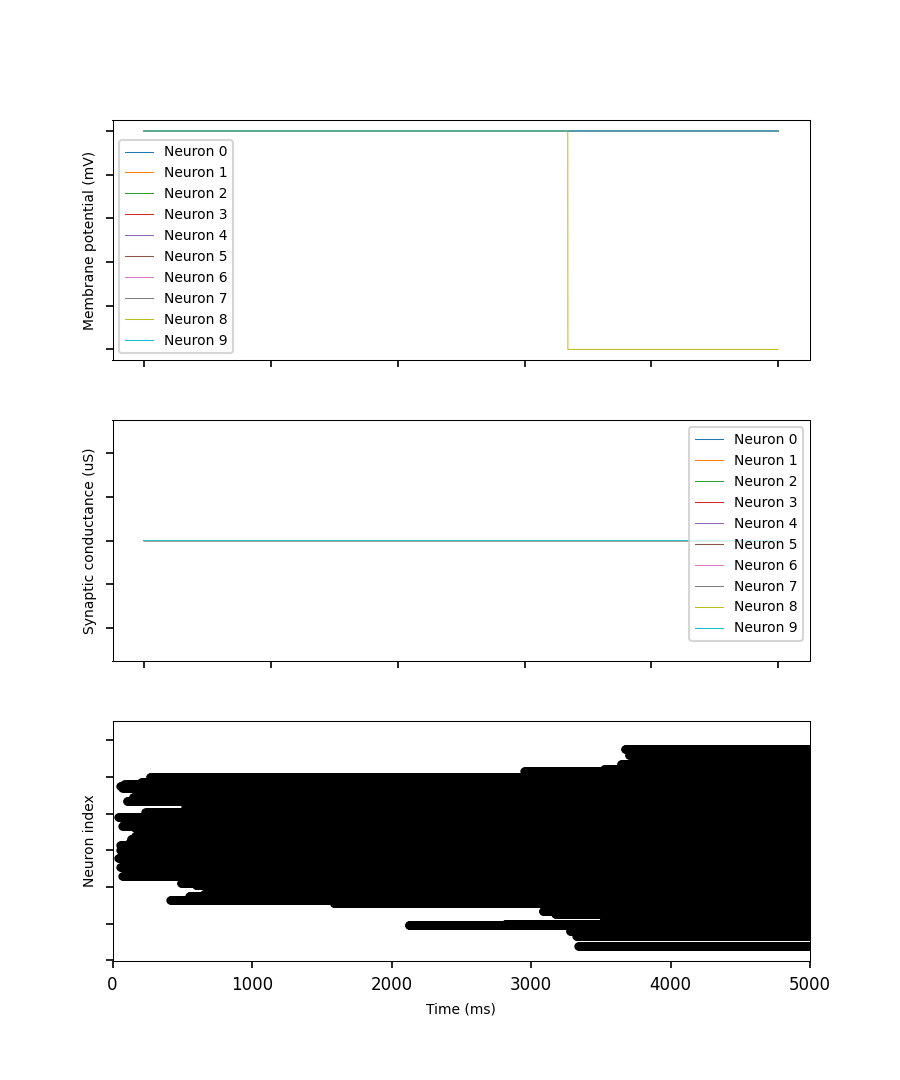 Membrane potential (mV)
Neuron 0
Neuron 1
Neuron 2
Neuron 3
Neuron 4
Neuron 5
Neuron 6
Neuron 7
Neuron 8
Neuron 9
Synaptic conductance (uS)
Neuron 0
Neuron 1
Neuron 2
Neuron 3
Neuron 4
Neuron 5
Neuron 6
Neuron 7
Neuron 8
Neuron 9
Neuron index
0 1000 2000 3000 4000 5000
Time (ms)